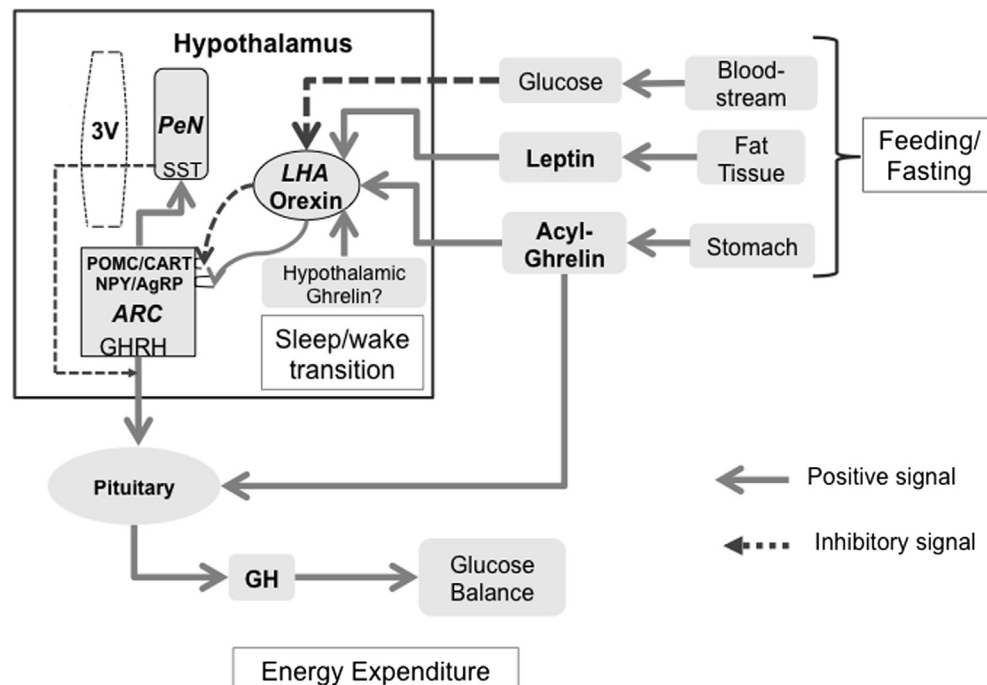 Hypothalamus
3V
PeN
SST
LHA
Orexin
POMC/CART
NPY/AgRP
ARC
GHRH
Hypothalamic
Ghrelin?
Sleep/wake
transition
Glucose
Blood-
stream
Leptin
Fat
Tissue
Acyl-
Ghrelin
Stomach
Feeding/
Fasting
Pituitary
GH
Glucose
Balance
Positive signal
Inhibitory signal
Energy Expenditure